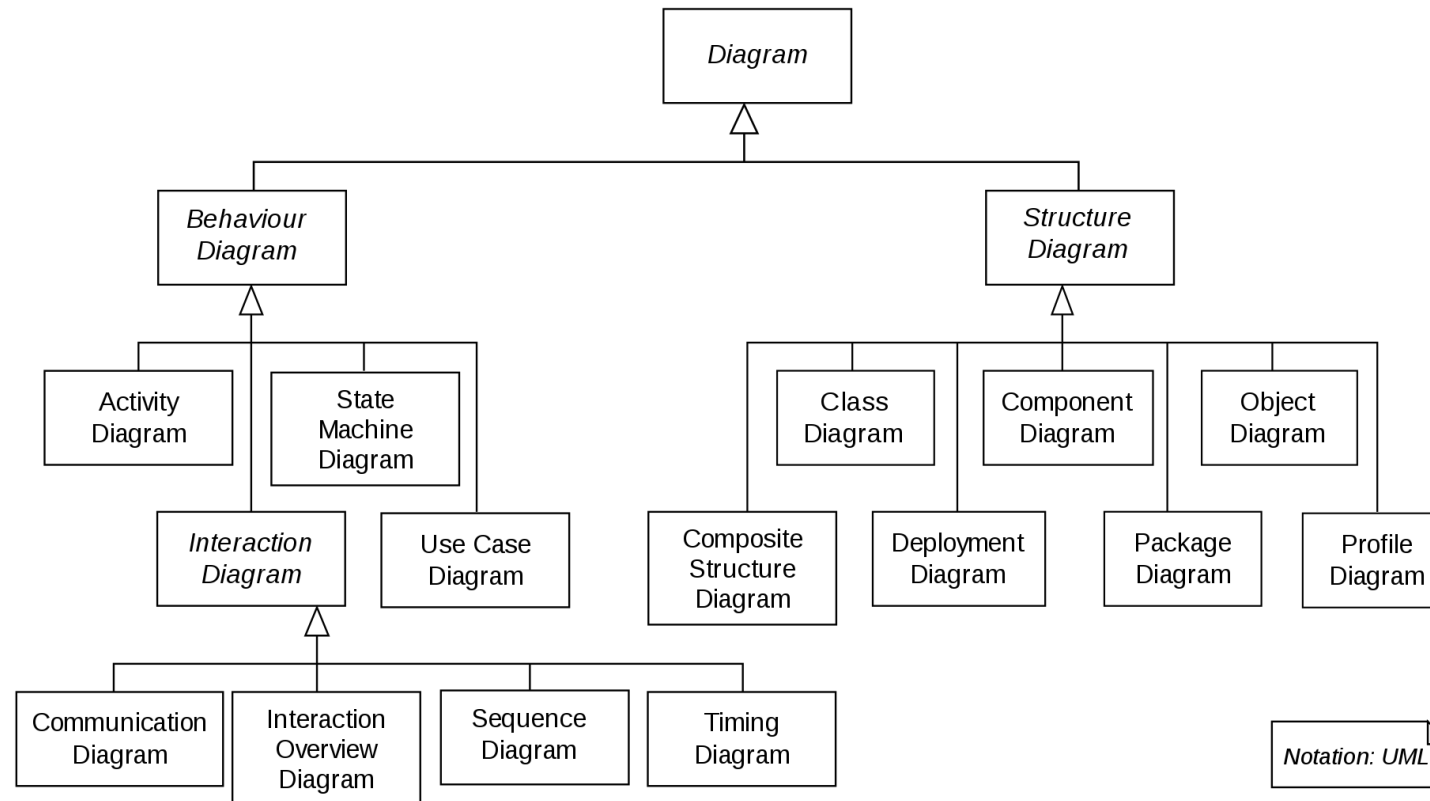 Diagram
Behaviour
Diagram
Structure
Diagram
Activity
Diagram
State
Machine
Diagram
Class
Diagram
Component
Diagram
Object
Diagram
Interaction
Diagram
Use Case
Diagram
Composite
Structure
Diagram
Deployment
Diagram
Package
Diagram
Profile
Diagram
Communication
Diagram
Interaction
Overview
Diagram
Sequence
Diagram
Timing
Diagram
Notation: UML